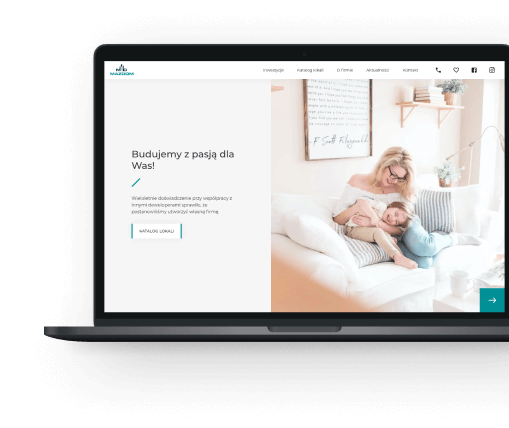 MAZDOM
Inwestycje Katalog lokali O firmie Aktualności Kontakt
Budujemy z pasją dla
Was!
Wieloletnie doświadczenie przy współpracy z
innymi deweloperami sprawiło, że
postanowiliśmy utworzyć własną firmę.
KATALOG LOKALI
F. Scott Fitzgerald